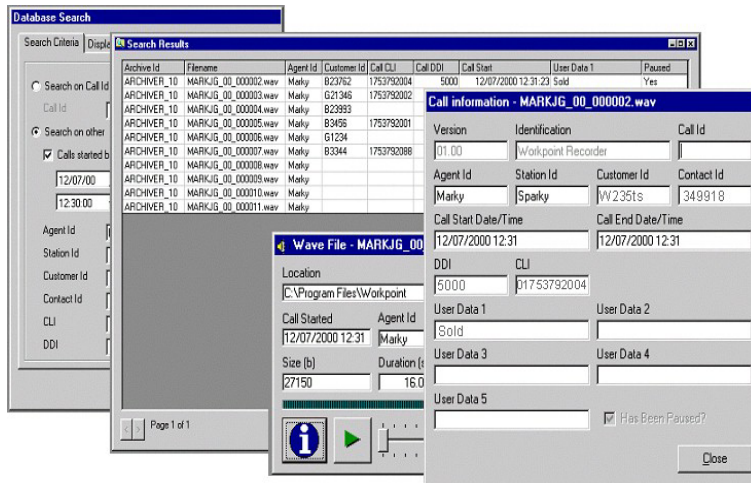 Database Search
Search Criteria
Search on Call Id
Call Id
Search on other
Calls started b
12/07/00
12:30:00
Agent Id
Station Id
Customer Id
Contact Id
CLI
DDI
Search Results
Archive Id Filename Agent Id Customer Id Call CLI Call DDI Call Start User Data 1 Paused
ARCHIVER_10 MARKJG_00_000002.wav Marky B23762 1753792004 5000 12/07/2000 12:31:23 Sold Yes
ARCHIVER_10 MARKJG_00_000003.wav Marky G21346 1753792002
ARCHIVER_10 MARKJG_00_000004.wav Marky B23993
ARCHIVER_10 MARKJG_00_000005.wav Marky B3456 1753792001
ARCHIVER_10 MARKJG_00_000006.wav Marky G1234
ARCHIVER_10 MARKJG_00_000007.wav Marky B3344 1753792088
ARCHIVER_10 MARKJG_00_000008.wav Marky
ARCHIVER_10 MARKJG_00_000009.wav Marky
ARCHIVER_10 MARKJG_00_000010.wav Marky
ARCHIVER_10 MARKJG_00_000011.wav Marky
Page 1 of 1
Wave File - MARKJG_00
Location
C:\Program Files\Workpoint
Call Started Agent Id
12/07/2000 12:31 Marky
Size (b) Duration (s
27150 16.0
Call information - MARKJG_00_000002.wav
Version Identification Call Id
01.00 Workpoint Recorder
Agent Id Station Id Customer Id Contact Id
Marky Sparky W235ts 349918
Call Start Date/Time Call End Date/Time
12/07/2000 12:31 12/07/2000 12:31
DDI CLI
5000 01753792004
User Data 1 User Data 2
Sold
User Data 3 User Data 4
User Data 5
Has Been Paused?
Close